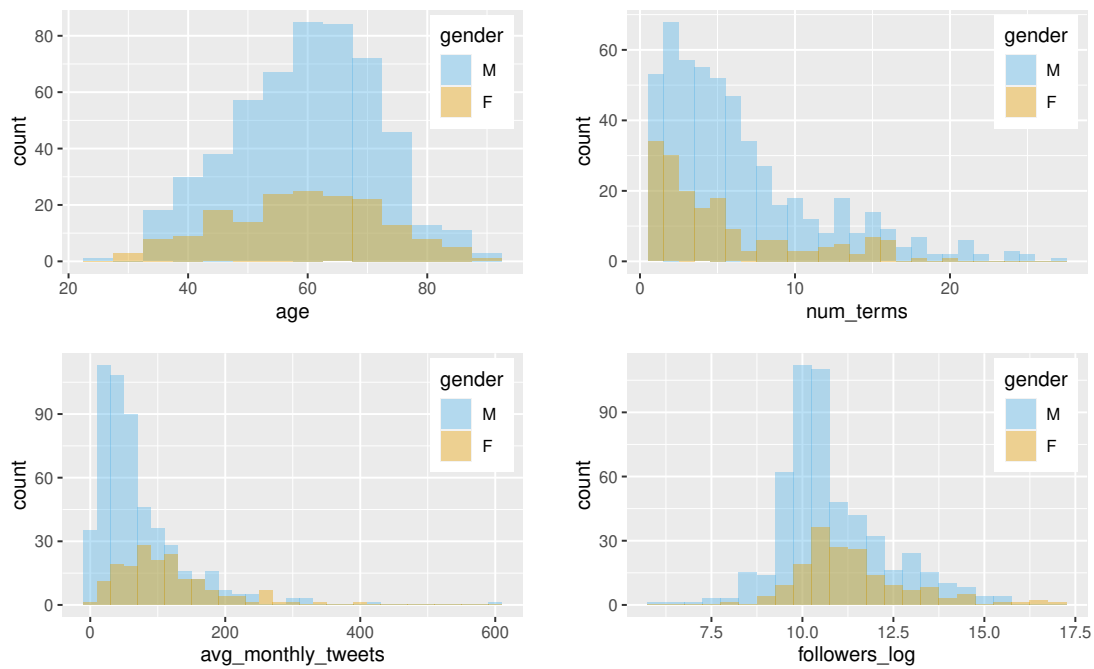 gender
M
F
count
80
60
40
20
0
20
40
60
80
age
gender
M
F
count
60
40
20
0
0
10
20
num_terms
gender
M
F
count
90
60
30
0
0
200
400
600
avg_monthly_tweets
gender
M
F
count
90
60
30
0
7.5
10.0
12.5
15.0
17.5
followers_log